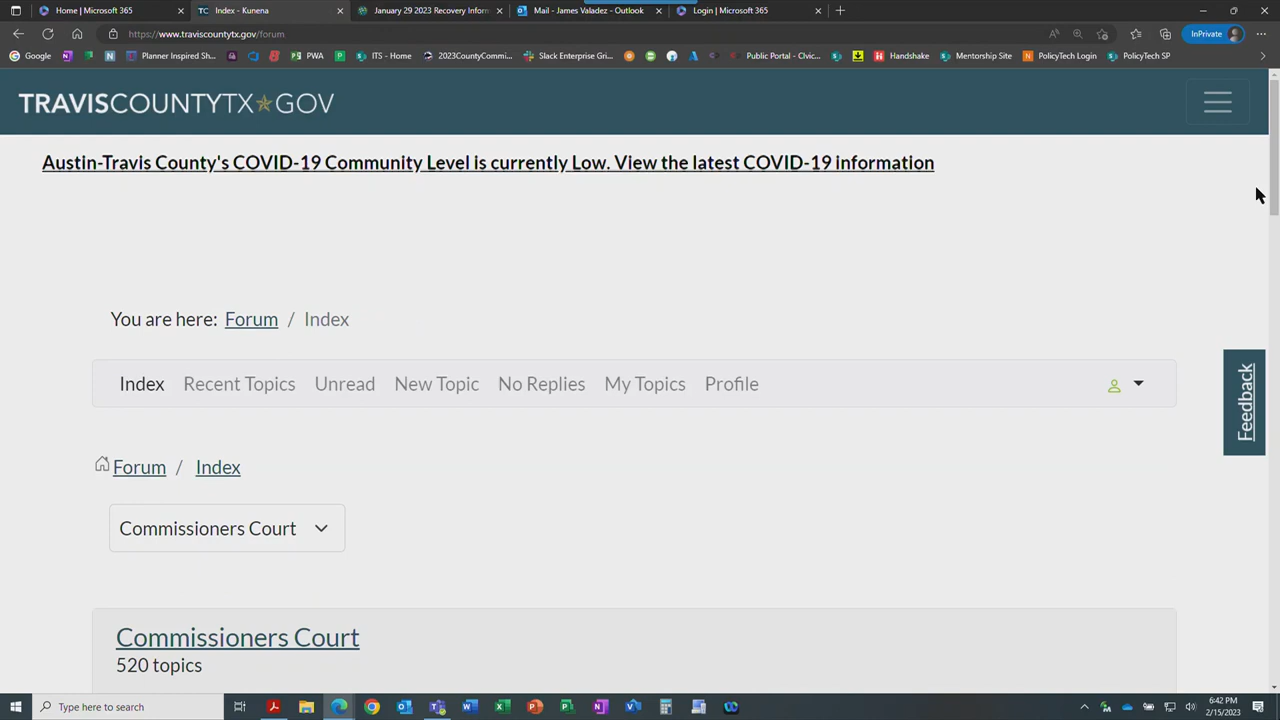 Home | Microsoft 365
Index - Kunena
January 29 2023 Recovery Inform
Mail - James Valadez - Outlook
Login | Microsoft 365
https://www.traviscountytx.gov/forum
InPrivate
Google
Planner Inspired Sh...
PWA
ITS - Home
2023CountyCommi...
Slack Enterprise Gri...
Public Portal - Civic...
Handshake
Mentorship Site
PolicyTech Login
PolicyTech SP
TRAVISCOUNTYTX GOV
Austin-Travis County's COVID-19 Community Level is currently Low. View the latest COVID-19 information
You are here: Forum / Index
Index Recent Topics Unread New Topic No Replies My Topics Profile
Feedback
Forum / Index
Commissioners Court
Commissioners Court
520 topics
Type here to search
6:42 PM
2/15/2023